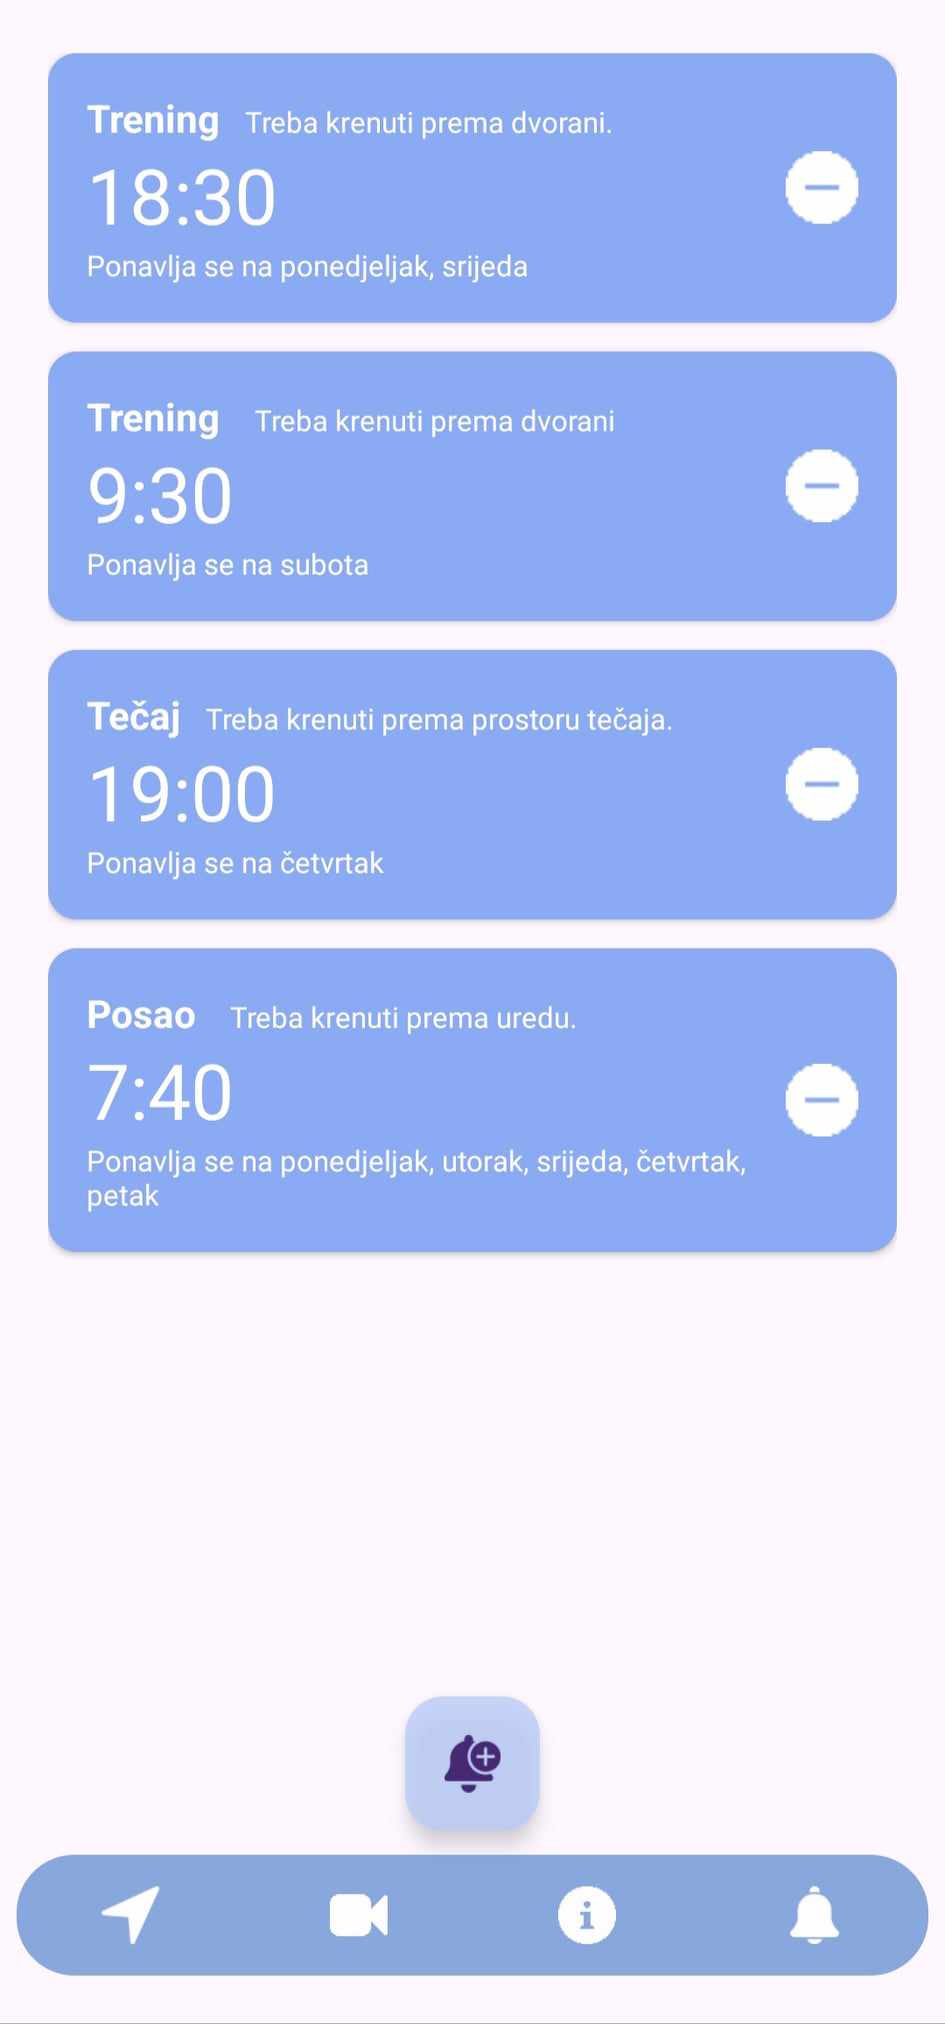 Trening Treba krenuti prema dvorani.
18:30
Ponavlja se na ponedjeljak, srijeda
Trening Treba krenuti prema dvorani
9:30
Ponavlja se na subota
Tečaj Treba krenuti prema prostoru tečaja.
19:00
Ponavlja se na četvrtak
Posao Treba krenuti prema uredu.
7:40
Ponavlja se na ponedjeljak, utorak, srijeda, četvrtak,
petak